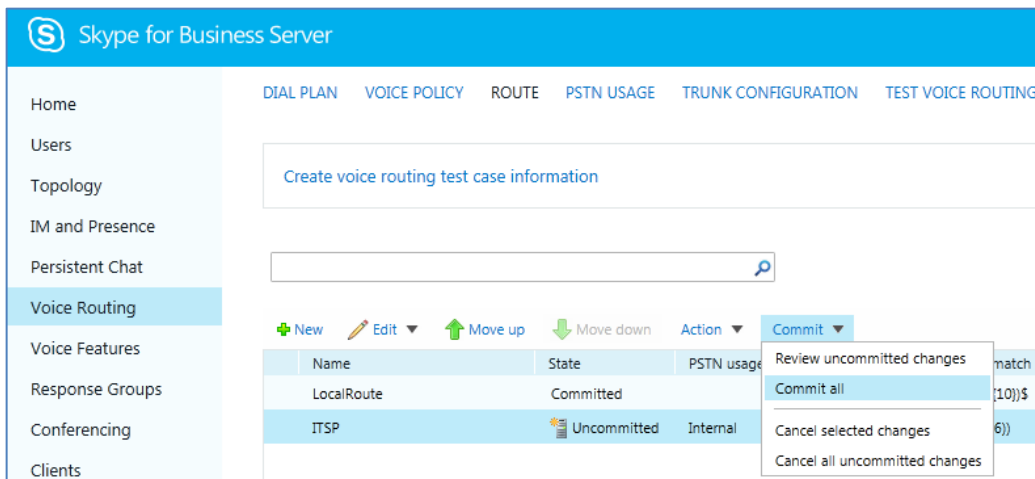 Skype for Business Server
Home
Users
Topology
IM and Presence
Persistent Chat
Voice Routing
Voice Features
Response Groups
Conferencing
Clients
DIAL PLAN VOICE POLICY ROUTE PSTN USAGE TRUNK CONFIGURATION TEST VOICE ROUTING
Create voice routing test case information
New Edit Move up Move down Action Commit
Name State PSTN usage match
LocalRoute Committed {10})$
ITSP Uncommitted Internal 6))
Review uncommitted changes
Commit all
Cancel selected changes
Cancel all uncommitted changes